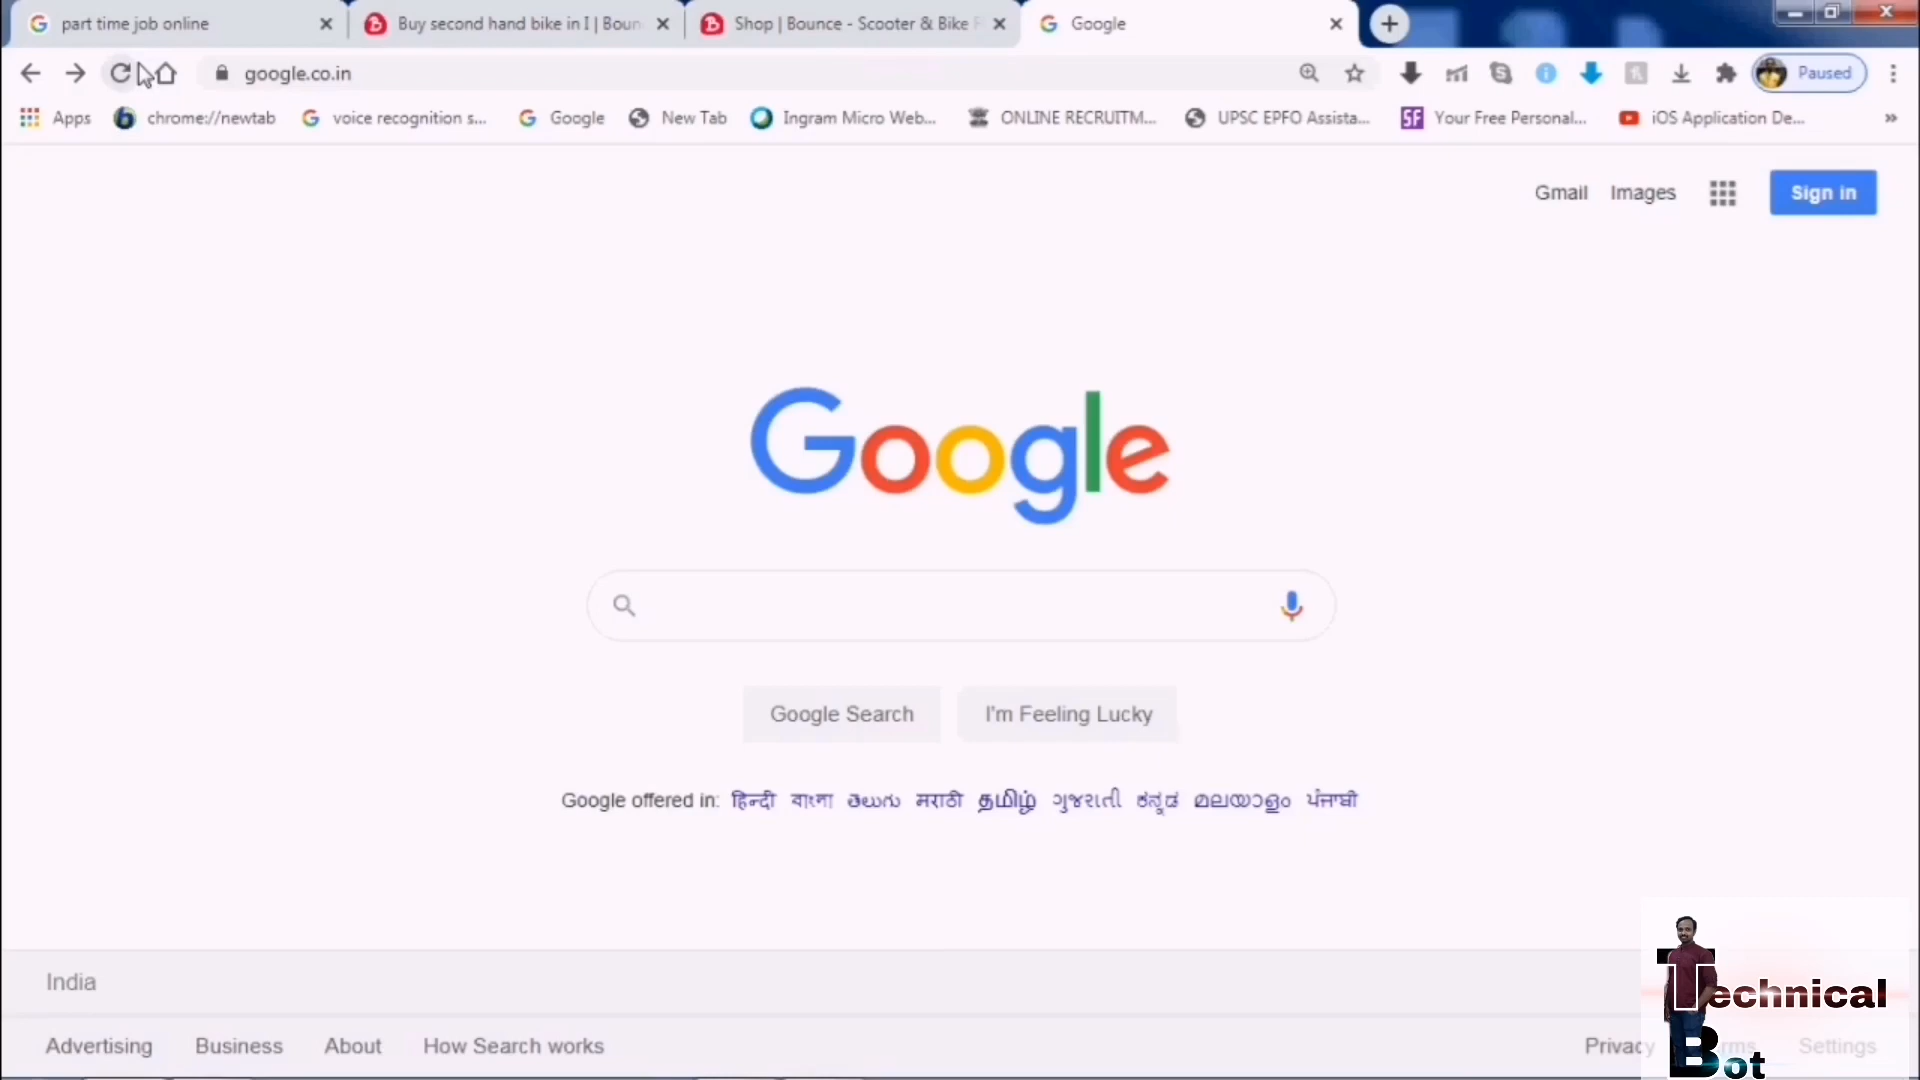 part time job online
Buy second hand bike in I | Boun
Shop | Bounce - Scooter & Bike
Google
google.co.in
Paused
Apps
chrome://newtab
voice recognition s...
Google
New Tab
Ingram Micro Web...
ONLINE RECRUITM...
UPSC EPFO Assista...
SF Your Free Personal...
iOS Application De...
»
Gmail Images Sign in
Google
Google Search I'm Feeling Lucky
Google offered in: हिन्दी বাংলা తెలుగు मराठी தமிழ் ગુજરાતી ಕನ್ನಡ മലയാളം ਪੰਜਾਬੀ
India
Advertising Business About How Search works
Privacy Settings
Technical
Bot